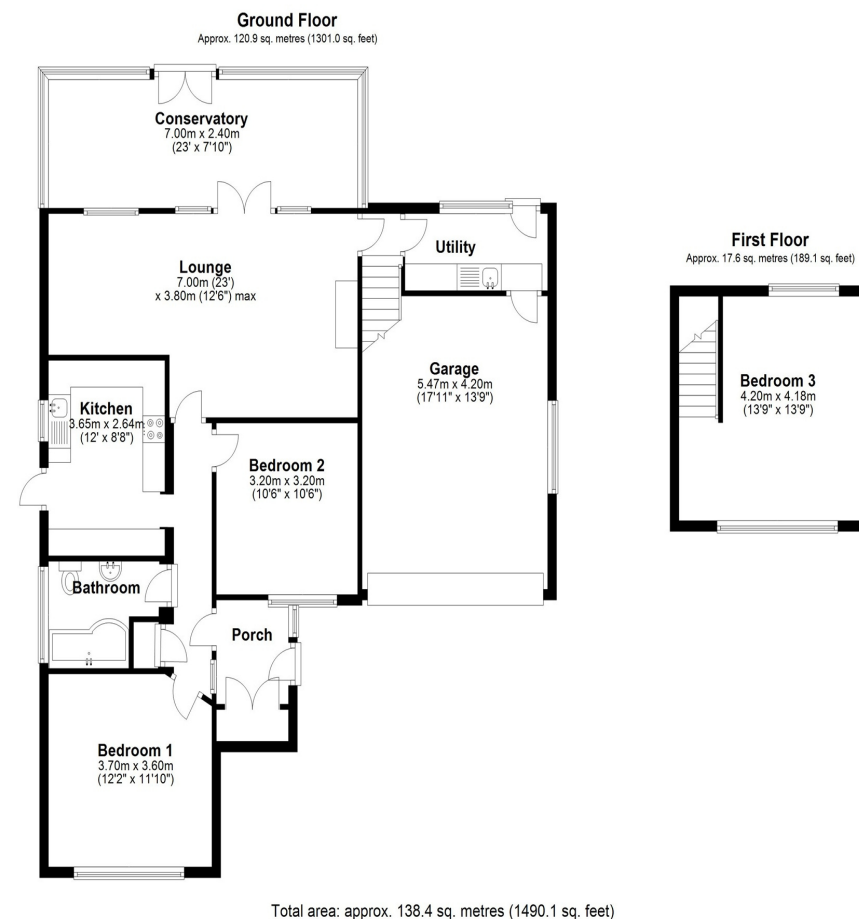 Ground Floor
Approx. 120.9 sq. metres (1301.0 sq. feet)
Conservatory
7.00m x 2.40m
(23' x 7'10")
Utility
Lounge
7.00m (23')
x 3.80m (12'6") max
First Floor
Approx. 17.6 sq. metres (189.1 sq. feet)
Garage
5.47m x 4.20m
(17'11" x 13'9")
Bedroom 3
4.20m x 4.18m
(13'9" x 13'9")
Kitchen
3.65m x 2.64m
(12' x 8'8")
Bedroom 2
3.20m x 3.20m
(10'6" x 10'6")
Bathroom
Porch
Bedroom 1
3.70m x 3.60m
(12'2" x 11'10")
Total area: approx. 138.4 sq. metres (1490.1 sq. feet)